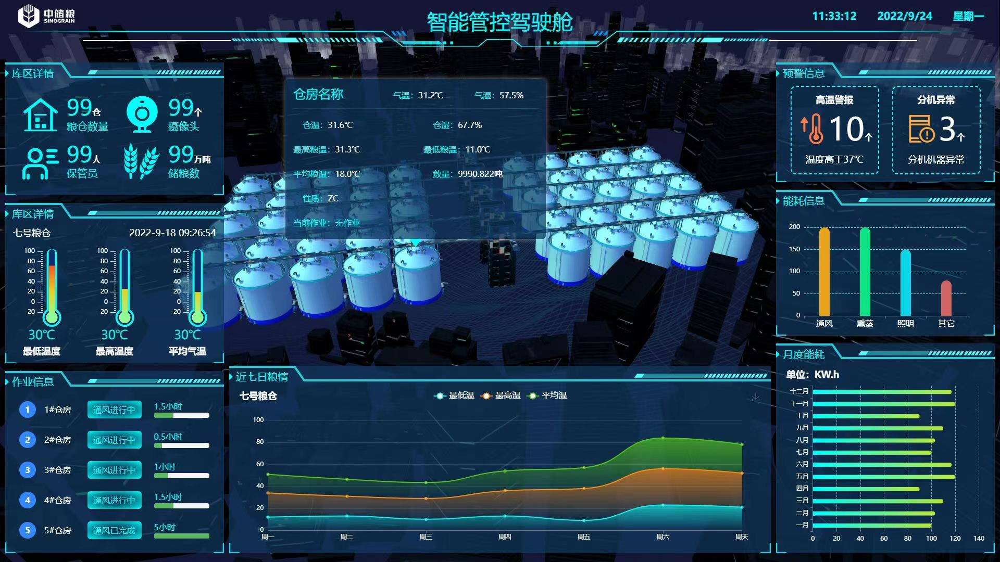 中储粮
SINOGRAIN
智能管控驾驶舱
11:33:12 2022/9/24 星期一
库区详情
99仓
粮仓数量
99个
摄像头
99人
保管员
99万吨
储粮数
库区详情
七号粮仓 2022-9-18 09:26:54
100
80
60
40
20
0
-20
30℃
最低温度
100
80
60
40
20
0
-20
30℃
最高温度
100
80
60
40
20
0
-20
30℃
平均气温
作业信息
1 1#仓房 通风进行中 1.5小时
2 2#仓房 通风进行中 0.5小时
3 3#仓房 通风进行中 1小时
4 4#仓房 通风进行中 1.5小时
5 5#仓房 通风已完成 5小时
仓房名称 气温：31.2℃ 气湿：57.5%
仓温：31.6℃ 仓湿：67.7%
最高粮温：31.3℃ 最低粮温：11.0℃
平均粮温：18.0℃ 数量：9990.822吨
性质：ZC
当前作业：无作业
近七日粮情
七号粮仓 最低温 最高温 平均温
100
80
60
40
20
0
周一 周二 周三 周四 周五 周六 周天
预警信息
高温警报
10个
温度高于37℃
分机异常
3个
分机机器异常
能耗信息
200
150
100
50
0
通风 熏蒸 照明 其它
月度能耗
单位：KW.h
十二月
十一月
十月
九月
八月
七月
六月
五月
四月
三月
二月
一月
0 20 40 60 80 100 120 140